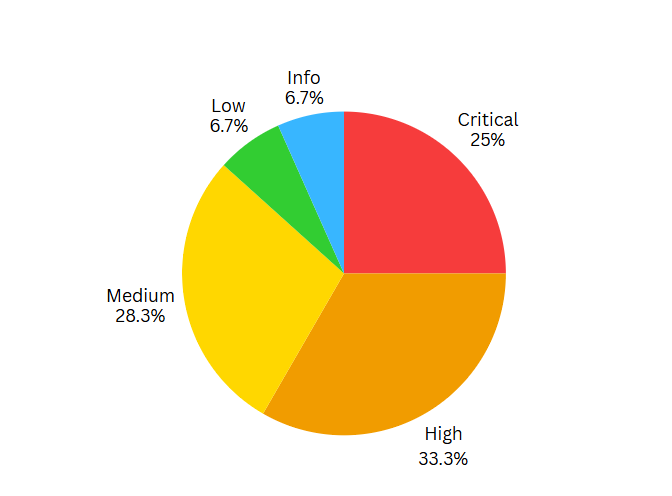 Info
6.7%
Low
6.7%
Critical
25%
Medium
28.3%
High
33.3%